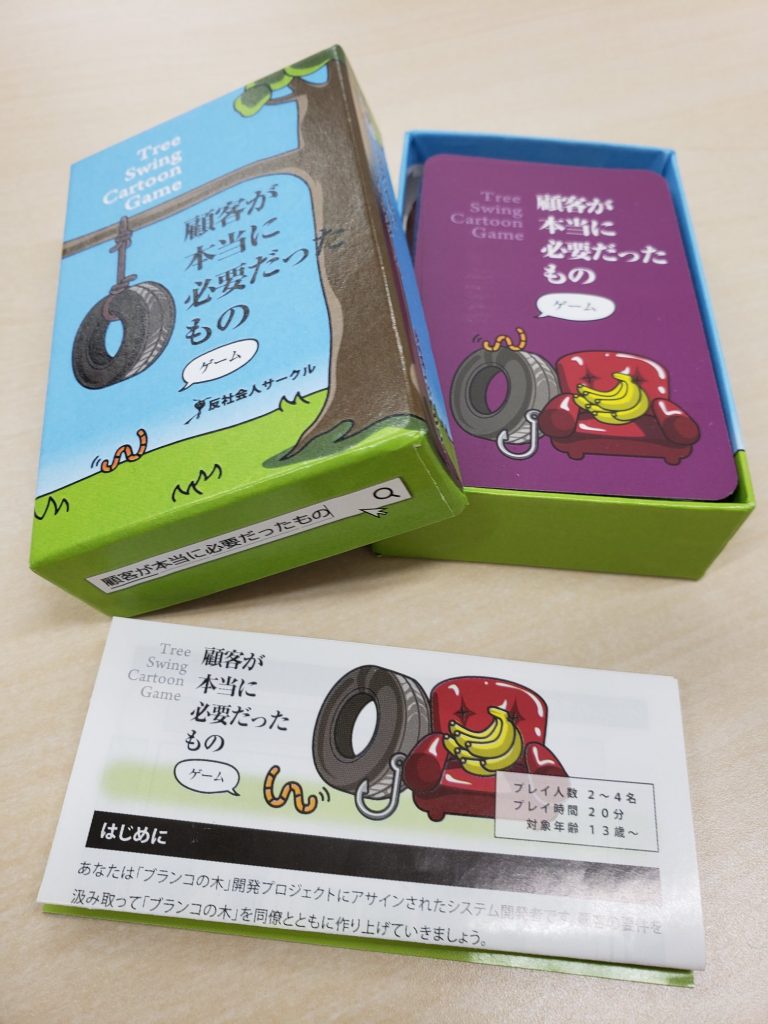 Tree
Swing
Cartoon
Game
顧客が
本当に
必要だった
もの
ゲーム
反社会人サークル
顧客が本当に必要だったもの
Tree
Swing
Cartoon
Game
顧客が
本当に
必要だった
もの
ゲーム
Tree
Swing
Cartoon
Game
顧客が
本当に
必要だった
もの
ゲーム
プレイ人数 2〜4名
プレイ時間 20分
対象年齢 13歳〜
はじめに
あなたは「ブランコの木」開発プロジェクトにアサインされたシステム開発者です。顧客の要件を
汲み取って「ブランコの木」を同僚とともに作り上げていきましょう。